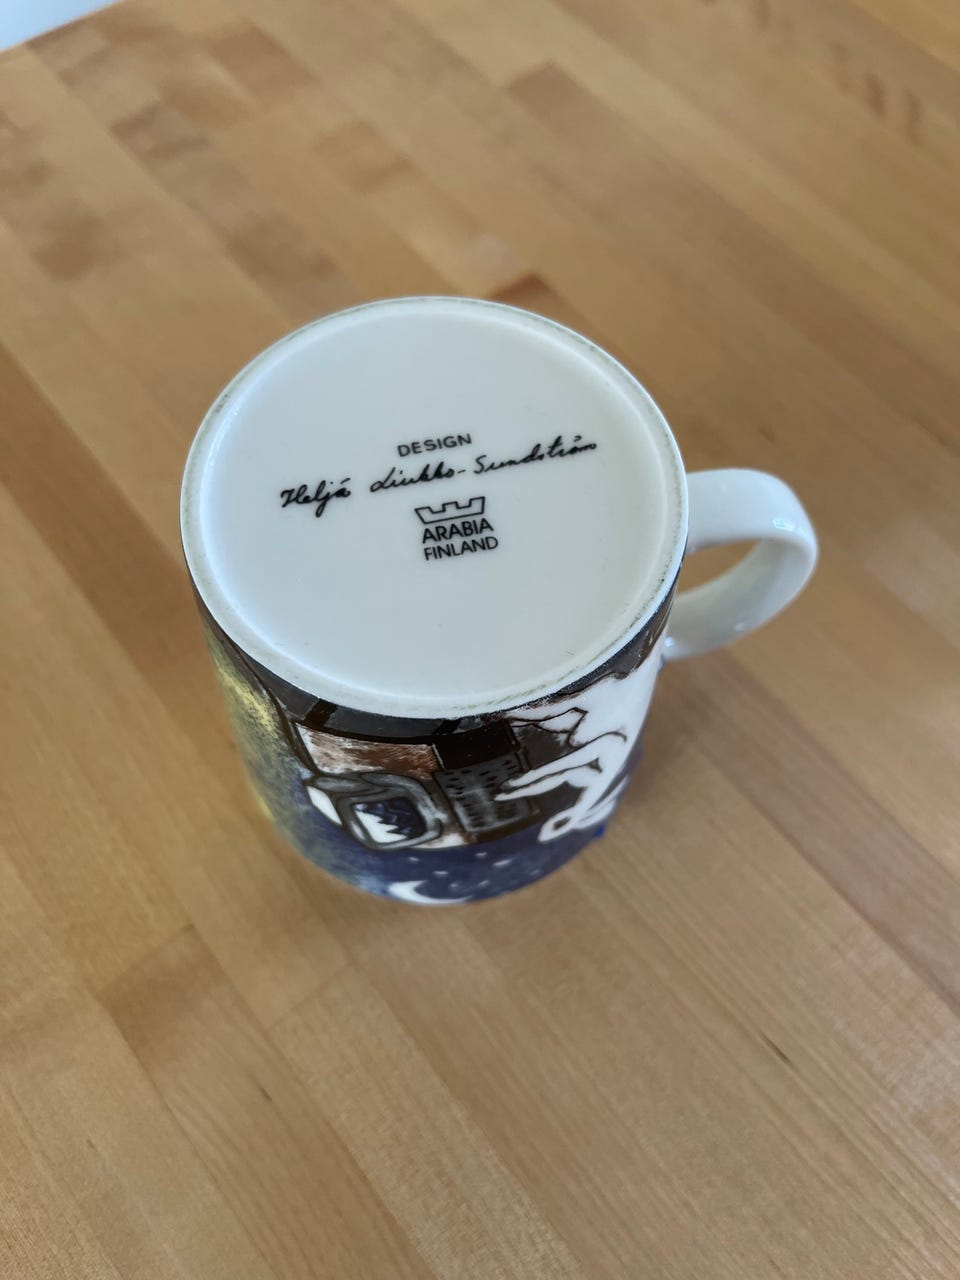 DESIGN
Heljä Liukko-Sundström
ARABIA
FINLAND